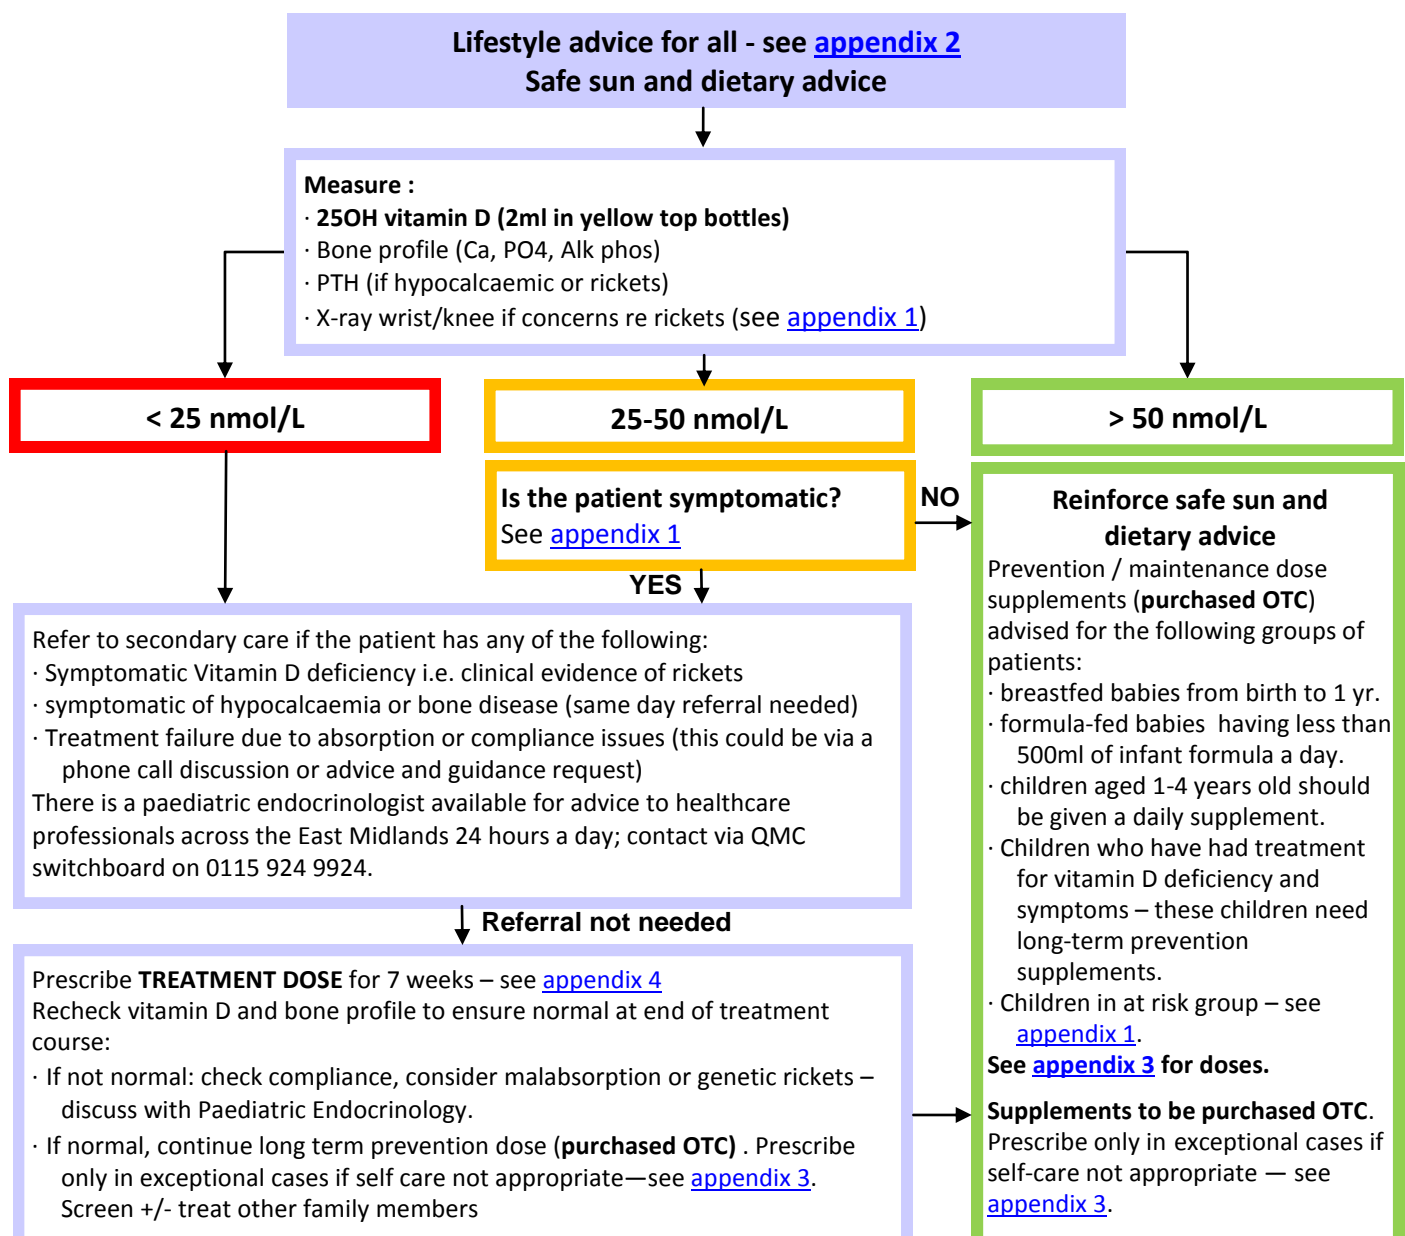 Lifestyle advice for all - see appendix 2
Safe sun and dietary advice
Measure :
· 25OH vitamin D (2ml in yellow top bottles)
· Bone profile (Ca, PO4, Alk phos)
· PTH (if hypocalcaemic or rickets)
· X-ray wrist/knee if concerns re rickets (see appendix 1)
< 25 nmol/L
25-50 nmol/L
> 50 nmol/L
Is the patient symptomatic?
See appendix 1
NO
YES
Refer to secondary care if the patient has any of the following:
· Symptomatic Vitamin D deficiency i.e. clinical evidence of rickets
· symptomatic of hypocalcaemia or bone disease (same day referral needed)
· Treatment failure due to absorption or compliance issues (this could be via a
phone call discussion or advice and guidance request)
There is a paediatric endocrinologist available for advice to healthcare
professionals across the East Midlands 24 hours a day; contact via QMC
switchboard on 0115 924 9924.
Referral not needed
Prescribe TREATMENT DOSE for 7 weeks – see appendix 4
Recheck vitamin D and bone profile to ensure normal at end of treatment
course:
· If not normal: check compliance, consider malabsorption or genetic rickets –
discuss with Paediatric Endocrinology.
· If normal, continue long term prevention dose (purchased OTC) . Prescribe
only in exceptional cases if self care not appropriate—see appendix 3.
Screen +/- treat other family members
Reinforce safe sun and
dietary advice
Prevention / maintenance dose
supplements (purchased OTC)
advised for the following groups of
patients:
· breastfed babies from birth to 1 yr.
· formula-fed babies having less than
500ml of infant formula a day.
· children aged 1-4 years old should
be given a daily supplement.
· Children who have had treatment
for vitamin D deficiency and
symptoms – these children need
long-term prevention
supplements.
· Children in at risk group – see
appendix 1.
See appendix 3 for doses.
Supplements to be purchased OTC.
Prescribe only in exceptional cases if
self-care not appropriate — see
appendix 3.